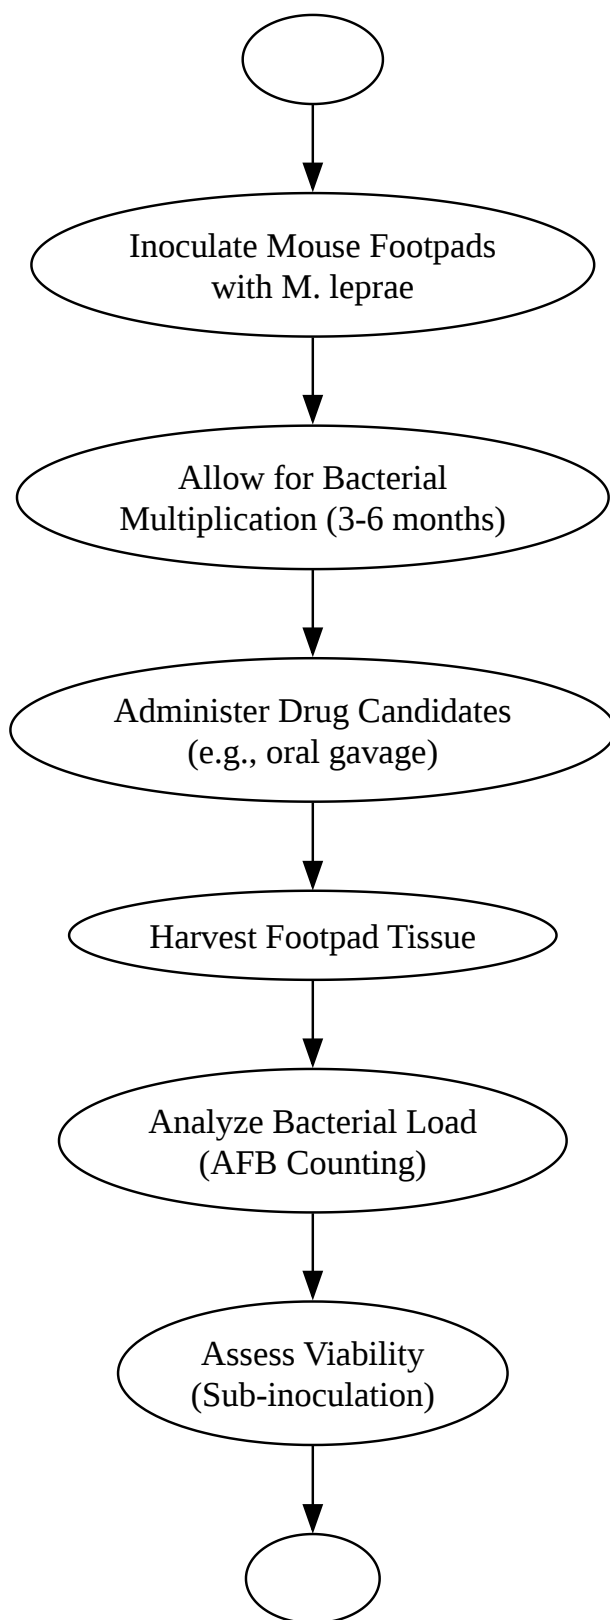 Inoculate Mouse Footpads
with M. leprae
Allow for Bacterial
Multiplication (3-6 months)
Administer Drug Candidates
(e.g., oral gavage)
Harvest Footpad Tissue
Analyze Bacterial Load
(AFB Counting)
Assess Viability
(Sub-inoculation)